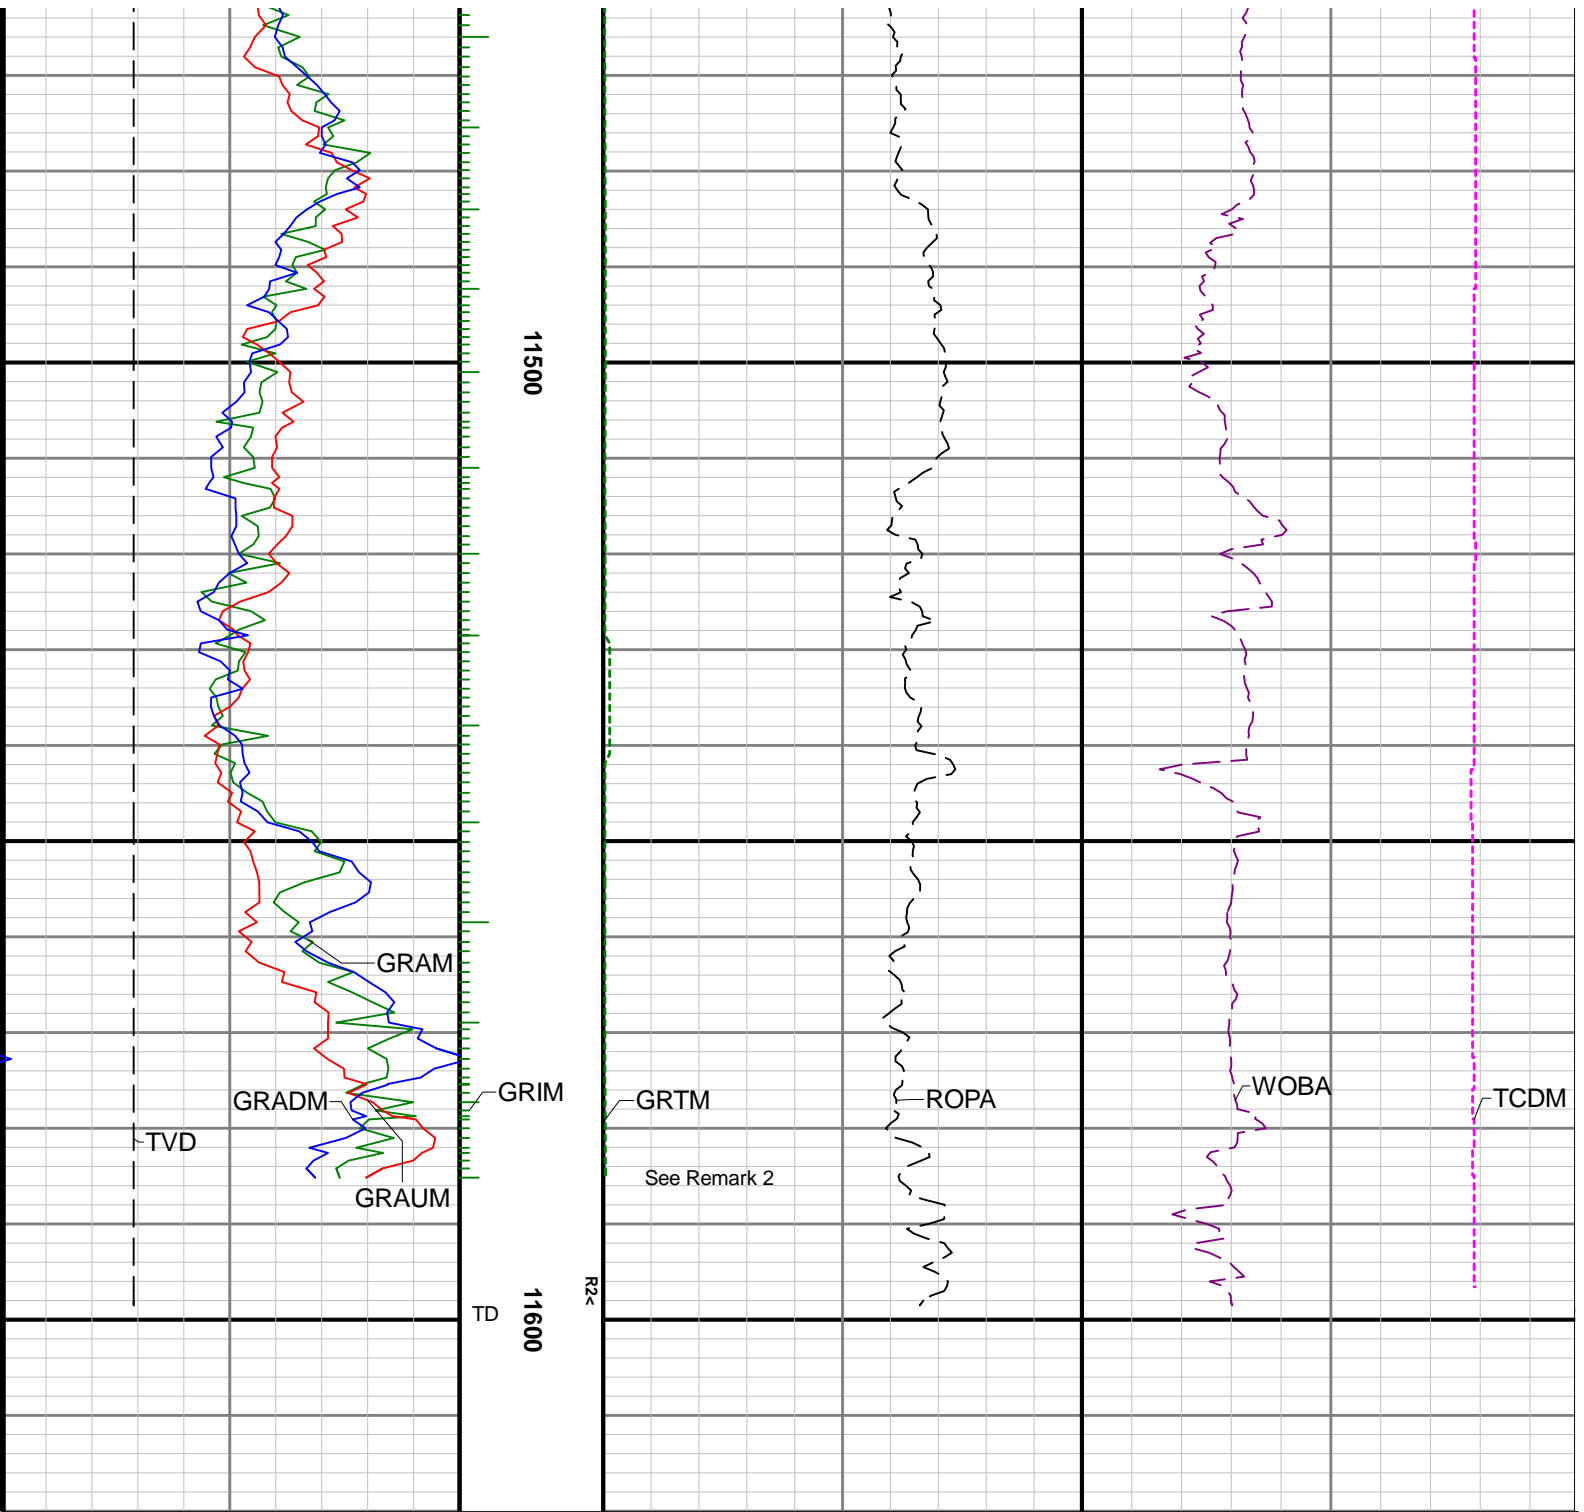 11500
GRAM
GRIM
GRADM
GRTM
ROPA
WOBA
TCDM
TVD
GRAUM
See Remark 2
R2<
TD
11600